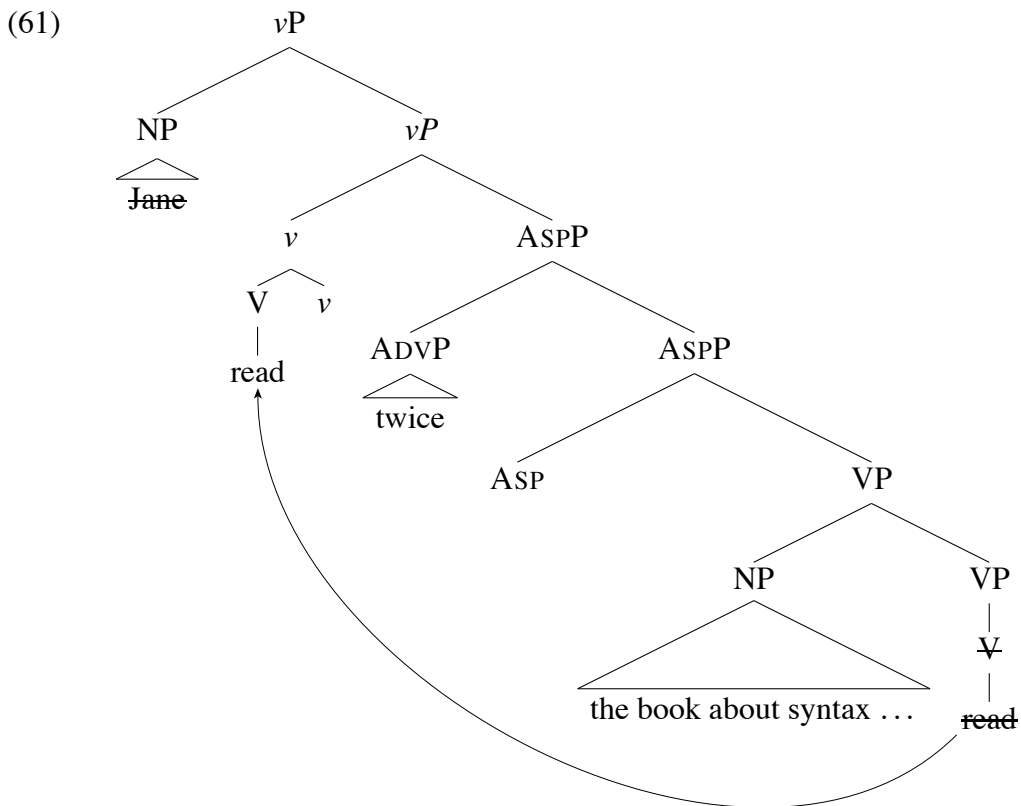 (61)
vP
NP vP
Jane
v ASPP
V v
read
ADVP ASPP
twice
ASP VP
NP VP
V
the book about syntax … read